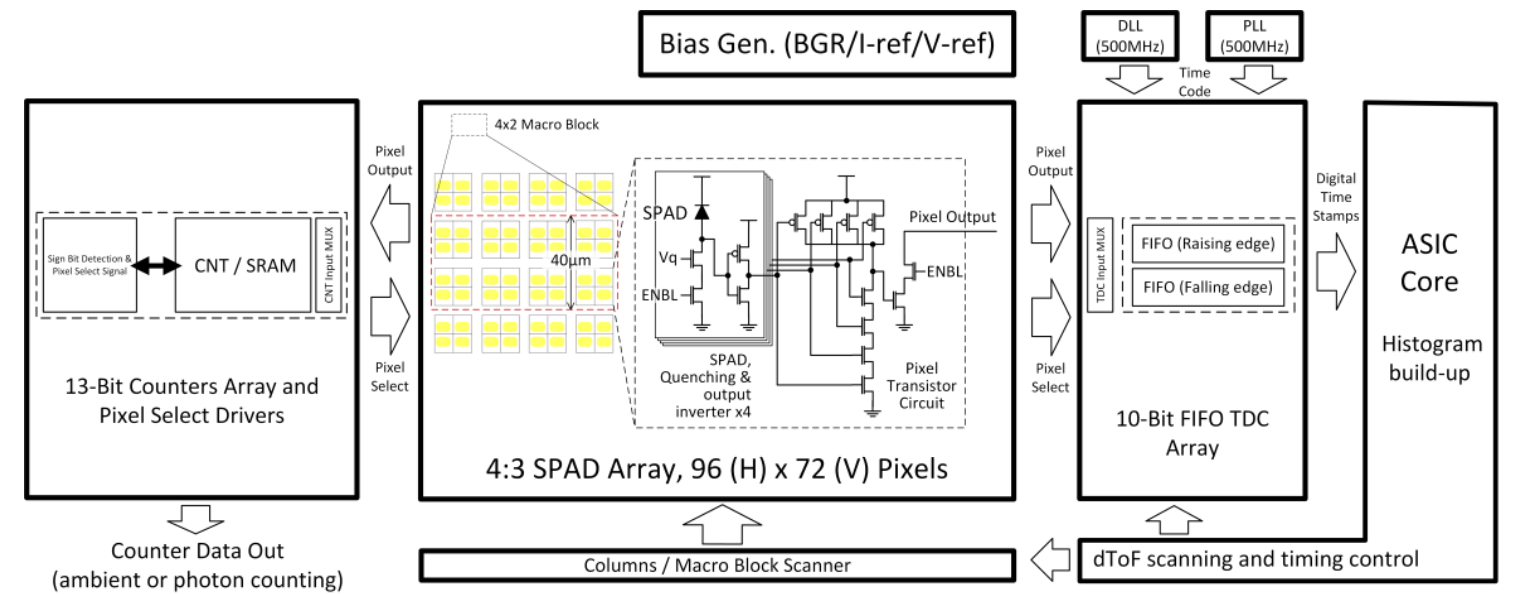 Bias Gen. (BGR/I-ref/V-ref)
DLL
(500MHz)
PLL
(500MHz)
Time
Code
4x2 Macro Block
Pixel
Output
Pixel
Select
Sign Bit Detection &
Pixel Select Signal
CNT / SRAM
CNT Input MUX
13-Bit Counters Array and
Pixel Select Drivers
Counter Data Out
(ambient or photon counting)
40μm
SPAD
Vq
ENBL
SPAD,
Quenching &
output
inverter x4
Pixel Output
ENBL
Pixel
Transistor
Circuit
4:3 SPAD Array, 96 (H) x 72 (V) Pixels
Columns / Macro Block Scanner
Pixel
Output
Pixel
Select
TDC Input MUX
FIFO (Raising edge)
FIFO (Falling edge)
10-Bit FIFO TDC
Array
Digital
Time
Stamps
ASIC
Core
Histogram
build-up
dToF scanning and timing control